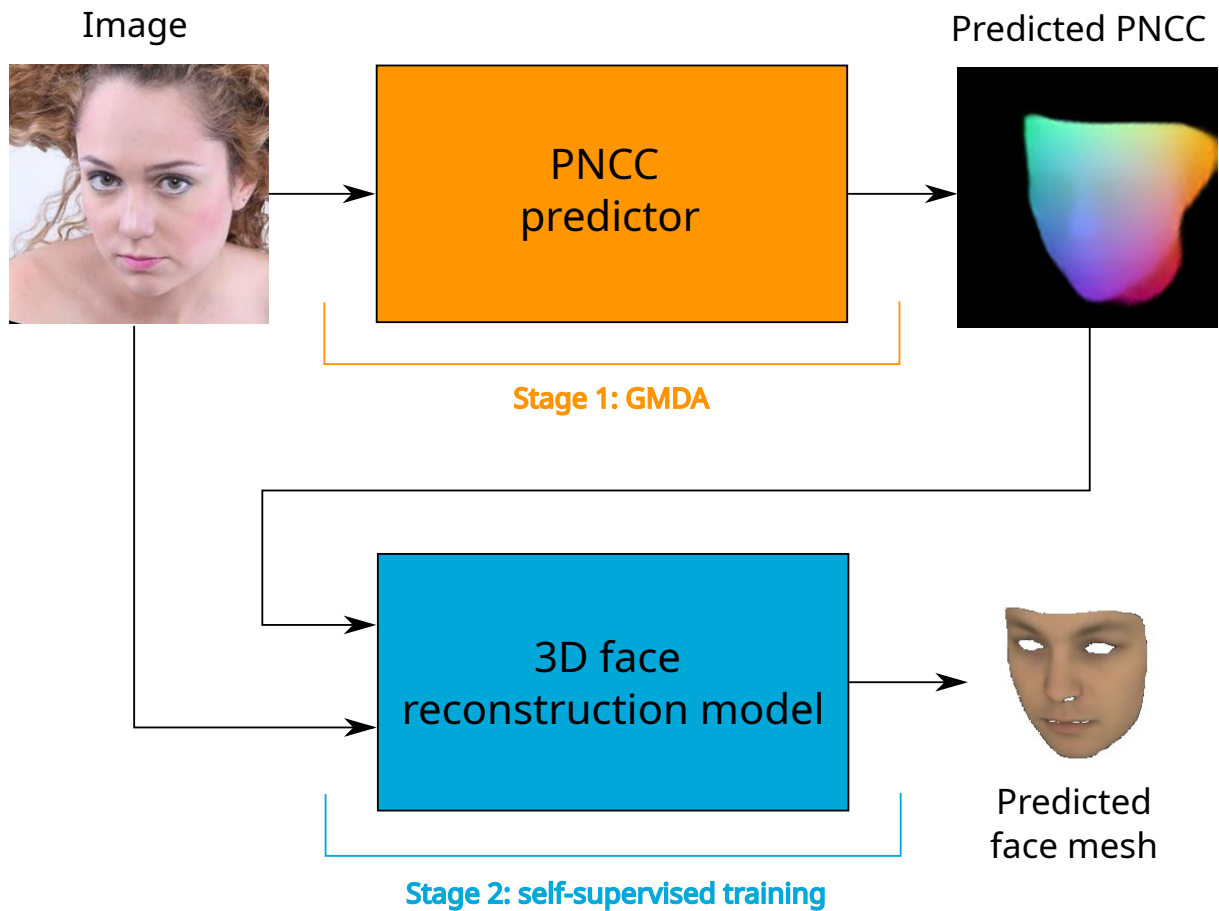 Image
Predicted PNCC
PNCC
predictor
Stage 1: GMDA
3D face
reconstruction model
Predicted
face mesh
Stage 2: self-supervised training